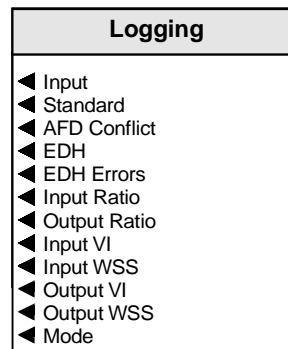 Logging
Input
Standard
AFD Conflict
EDH
EDH Errors
Input Ratio
Output Ratio
Input VI
Input WSS
Output VI
Output WSS
Mode